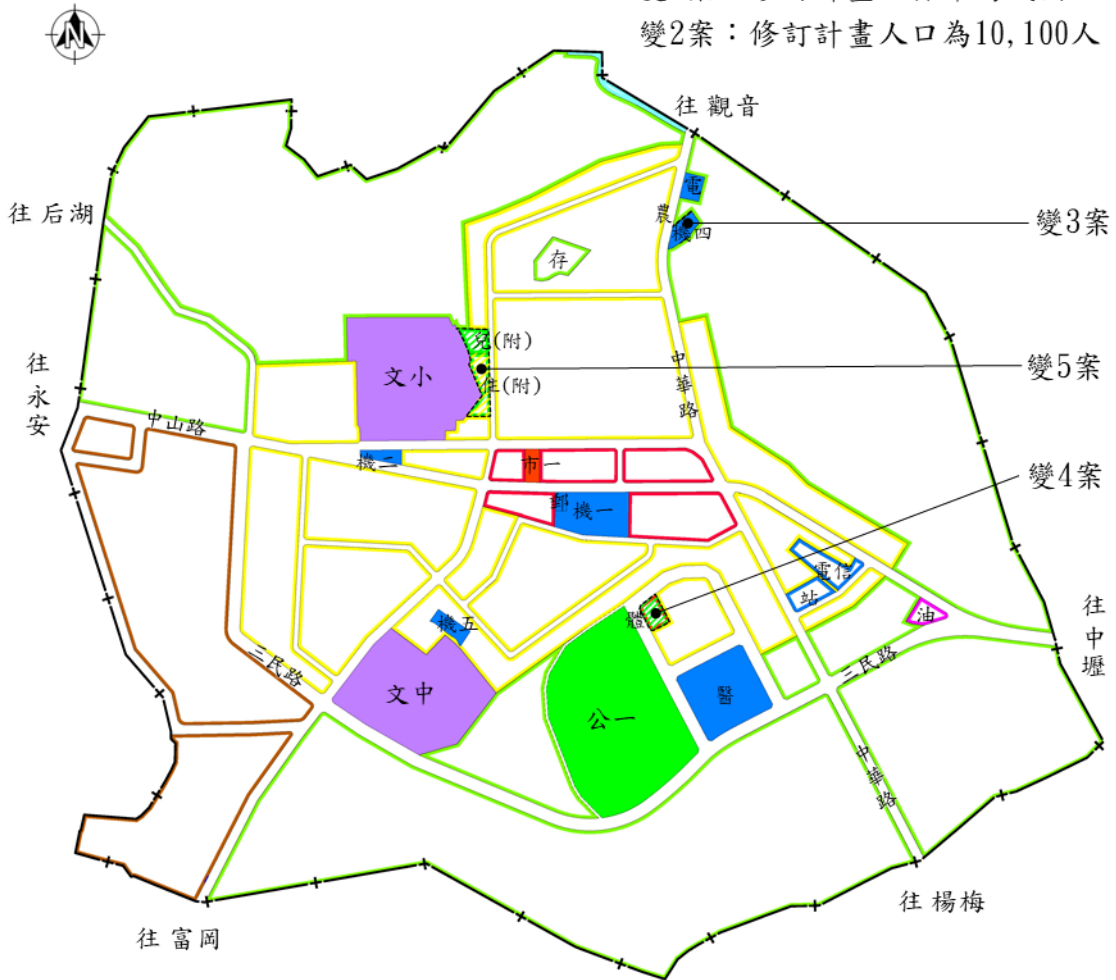 N
變2案：修訂計畫人口為10,100人
往 觀音
電
農
機四
變3案
往 后湖
存
兒(附)
住(附)
變5案
文小
中華路
往永安
中山路
機二
市一
變4案
郵
機一
電信
站
油
往中壢
體
機五
三民路
三民路
文中
公一
醫
中華路
往 楊梅
往 富岡